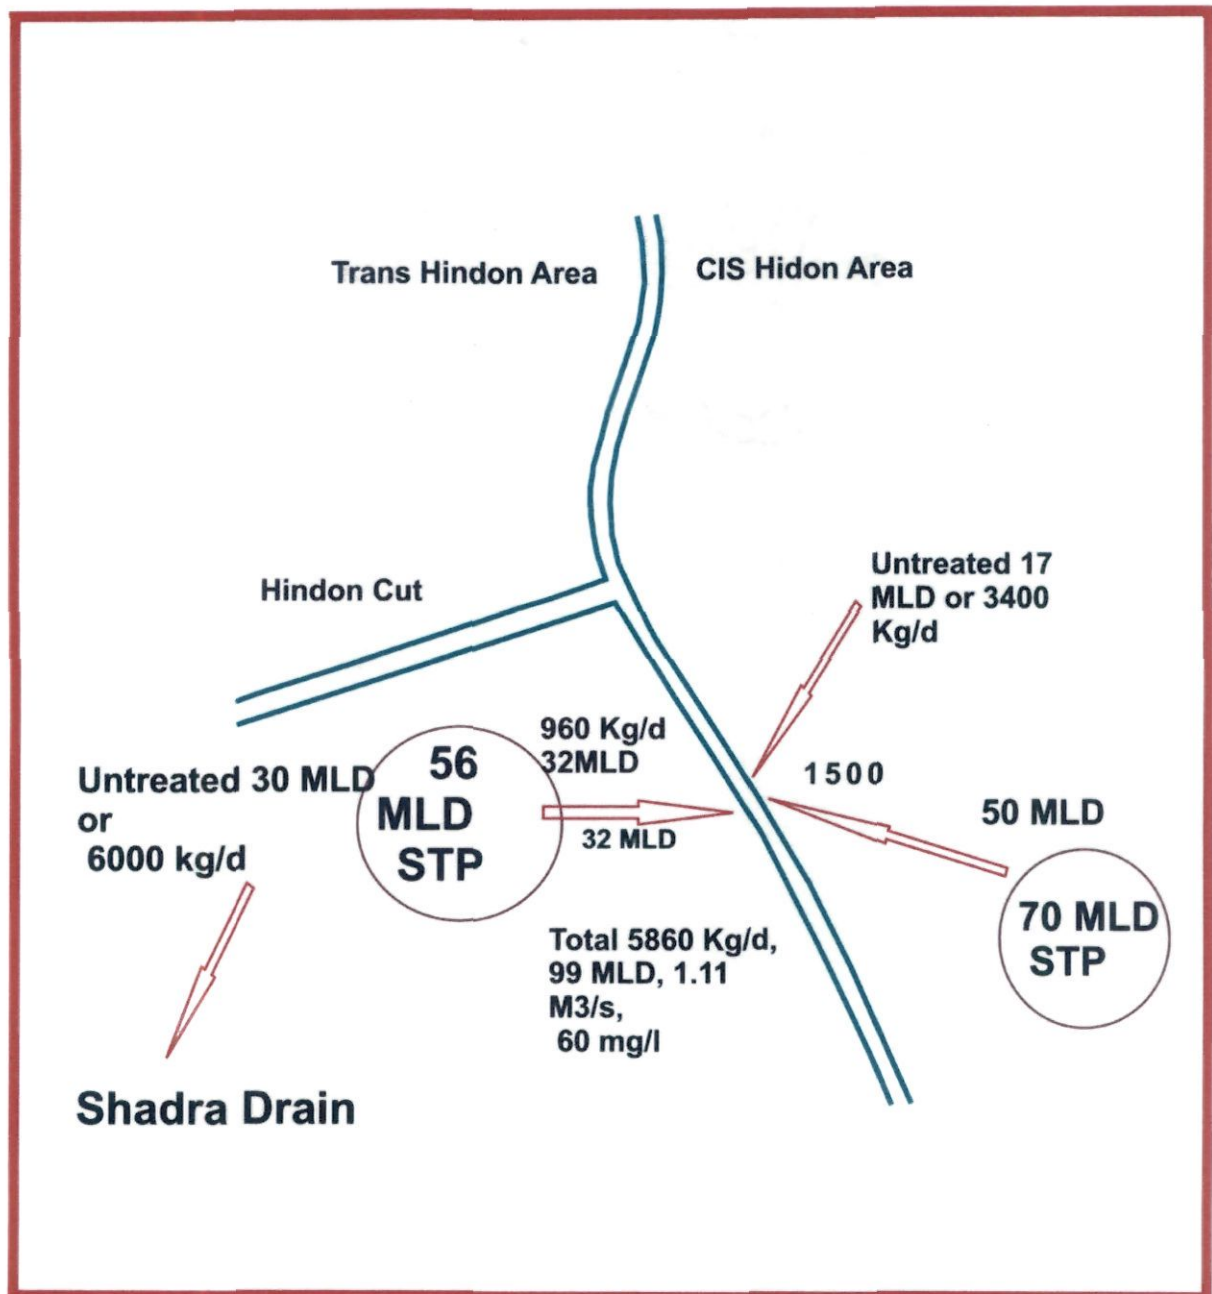 Trans Hindon Area
CIS Hidon Area
Hindon Cut
Untreated 17
MLD or 3400
Kg/d
960 Kg/d
32MLD
32 MLD
1500
50 MLD
70 MLD
STP
56
MLD
STP
Untreated 30 MLD
or
6000 kg/d
Total 5860 Kg/d,
99 MLD, 1.11
M3/s,
60 mg/l
Shadra Drain